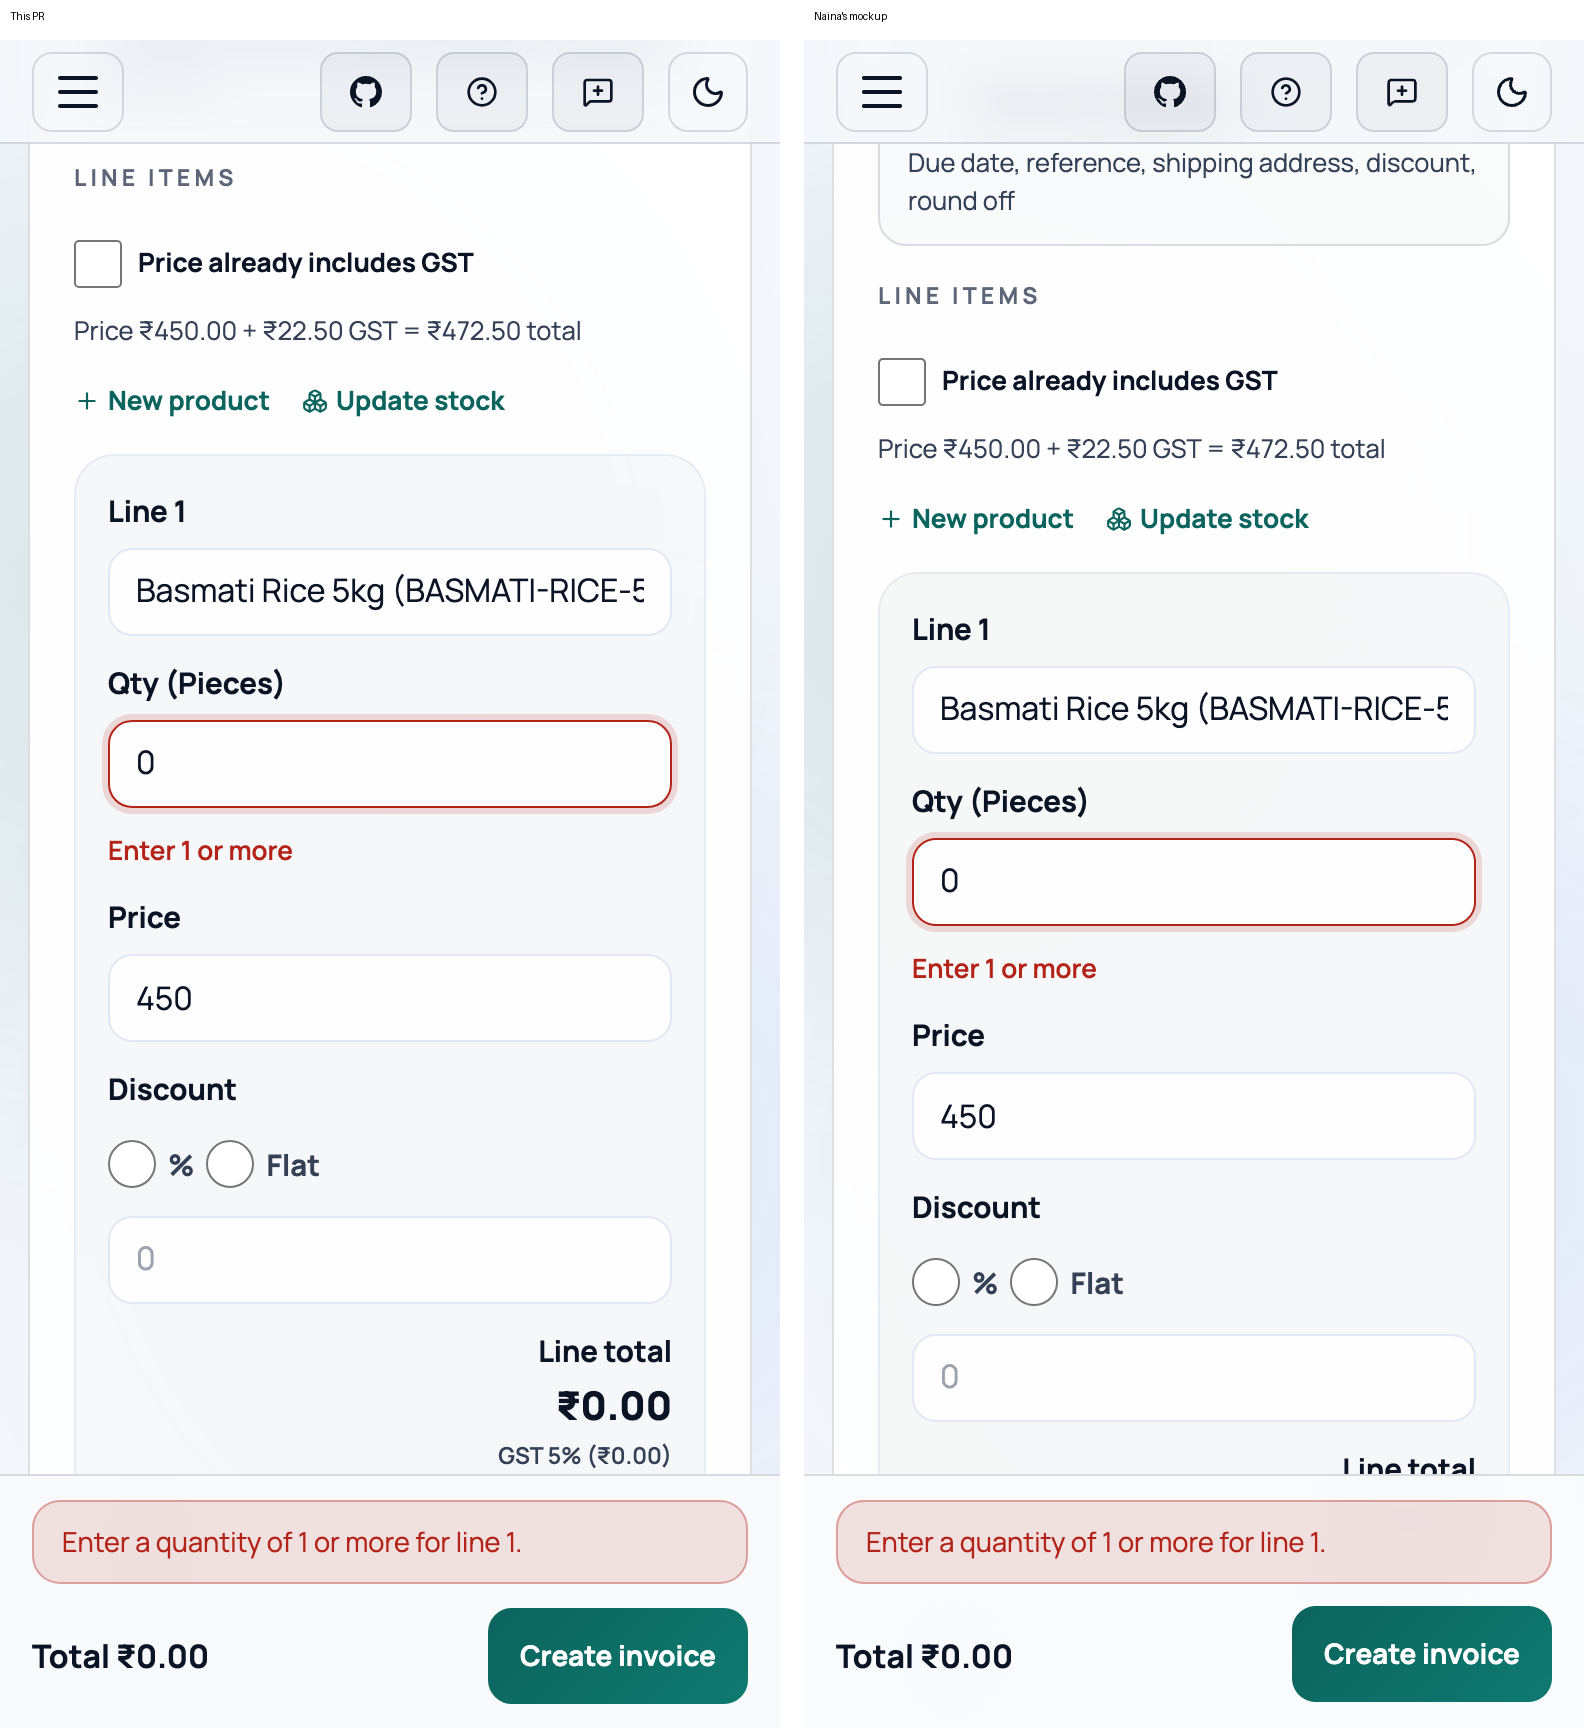 This PR
LINE ITEMS
Price already includes GST
Price ₹450.00 + ₹22.50 GST = ₹472.50 total
+ New product Update stock
Line 1
Basmati Rice 5kg (BASMATI-RICE-5
Qty (Pieces)
0
Enter 1 or more
Price
450
Discount
% Flat
0
Line total
₹0.00
GST 5% (₹0.00)
Enter a quantity of 1 or more for line 1.
Total ₹0.00 Create invoice
Naina's mockup
Due date, reference, shipping address, discount,
round off
LINE ITEMS
Price already includes GST
Price ₹450.00 + ₹22.50 GST = ₹472.50 total
+ New product Update stock
Line 1
Basmati Rice 5kg (BASMATI-RICE-5
Qty (Pieces)
0
Enter 1 or more
Price
450
Discount
% Flat
0
Line total
Enter a quantity of 1 or more for line 1.
Total ₹0.00 Create invoice